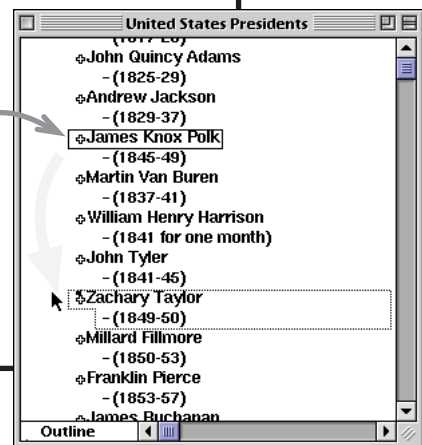 United States Presidents
John Quincy Adams
- (1825-29)
Andrew Jackson
- (1829-37)
James Knox Polk
- (1845-49)
Martin Van Buren
- (1837-41)
William Henry Harrison
- (1841 for one month)
John Tyler
- (1841-45)
Zachary Taylor
- (1849-50)
Millard Fillmore
- (1850-53)
Franklin Pierce
- (1853-57)
James Buchanan
Outline